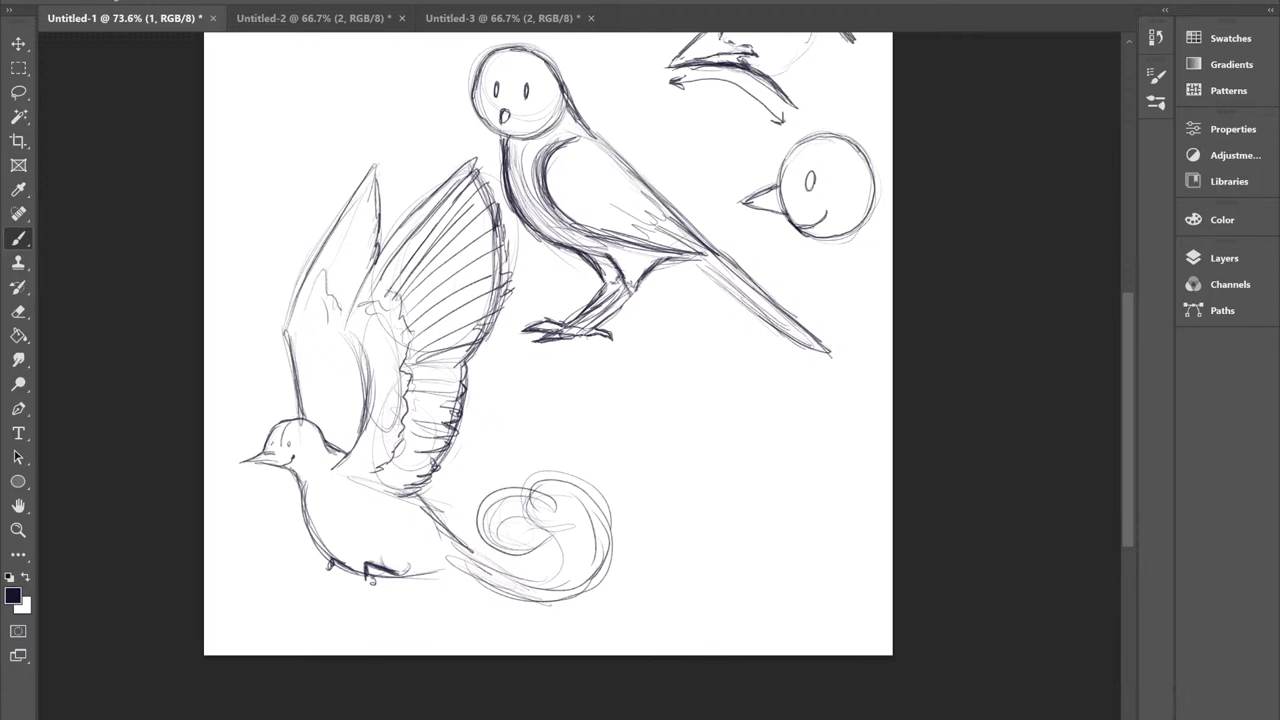 Untitled-1 @ 73.6% (1, RGB/8) *
Untitled-2 @ 66.7% (2, RGB/8) *
Untitled-3 @ 66.7% (2, RGB/8) *
Swatches
Gradients
Patterns
Properties
Adjustme...
Libraries
Color
Layers
Channels
Paths